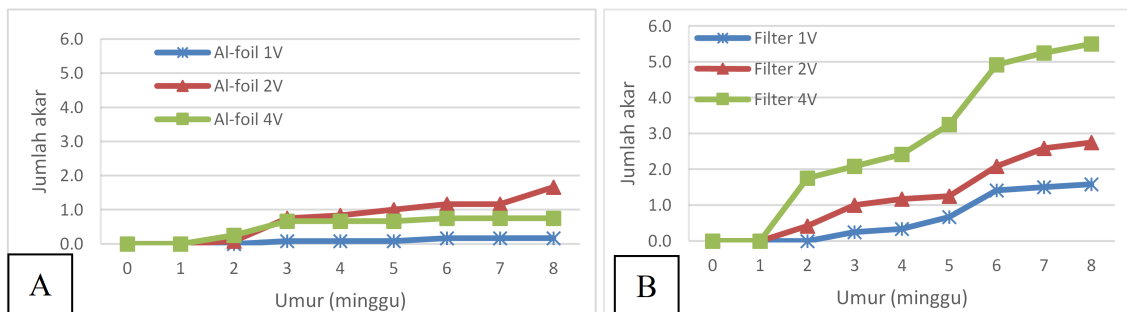 6.0
5.0
4.0
3.0
2.0
1.0
0.0
Jumlah akar
Al-foil 1V
Al-foil 2V
Al-foil 4V
0 1 2 3 4 5 6 7 8
Umur (minggu)
A
6.0
5.0
4.0
3.0
2.0
1.0
0.0
Jumlah akar
Filter 1V
Filter 2V
Filter 4V
0 1 2 3 4 5 6 7 8
Umur (minggu)
B